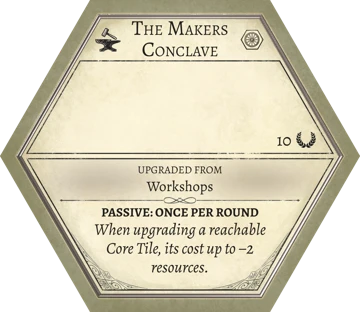 The Makers
Conclave
10
UPGRADED FROM
Workshops
PASSIVE: ONCE PER ROUND
When upgrading a reachable
Core Tile, its cost up to –2
resources.